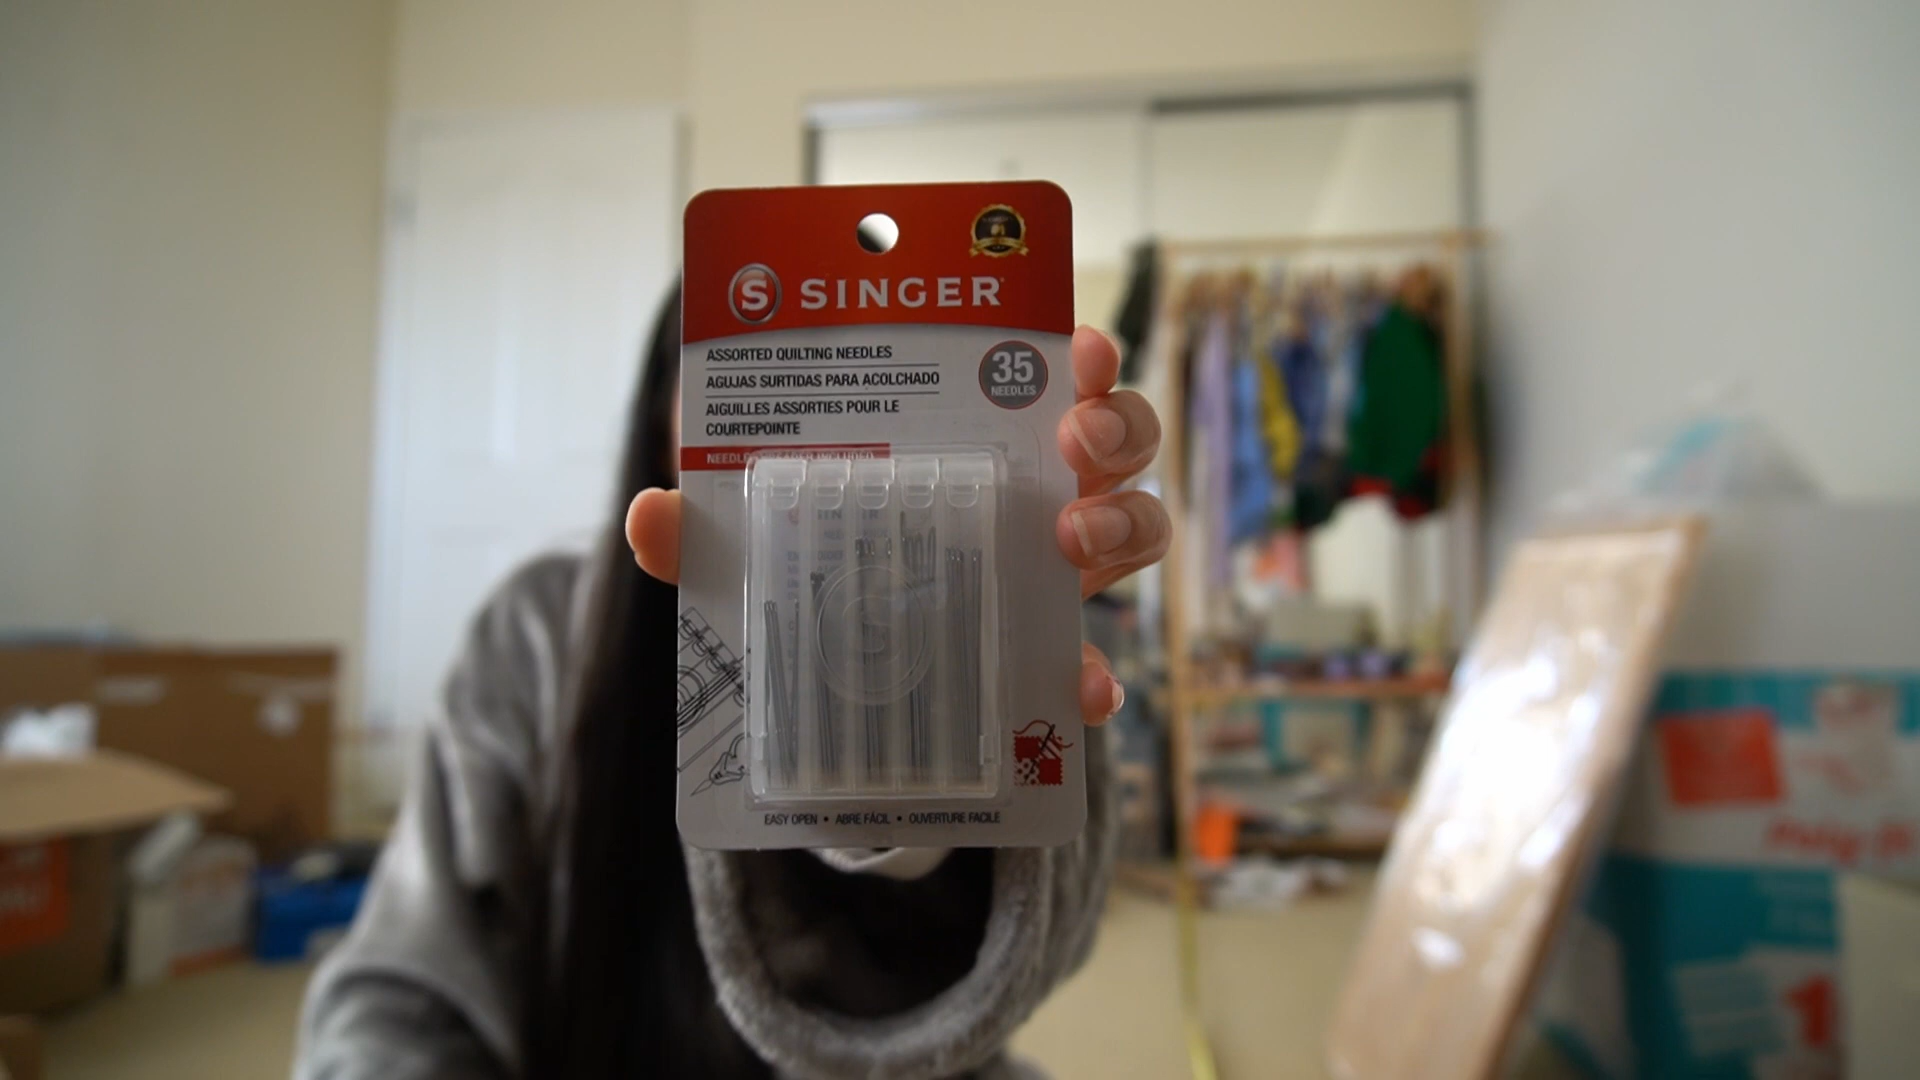 SINGER
ASSORTED QUILTING NEEDLES
AGUJAS SURTIDAS PARA ACOLCHADO
AIGUILLES ASSORTIES POUR LE
COURTEPOINTE
35
NEEDLES
INCLUDED
EASY OPEN • ABRE FÁCIL • OUVERTURE FACILE